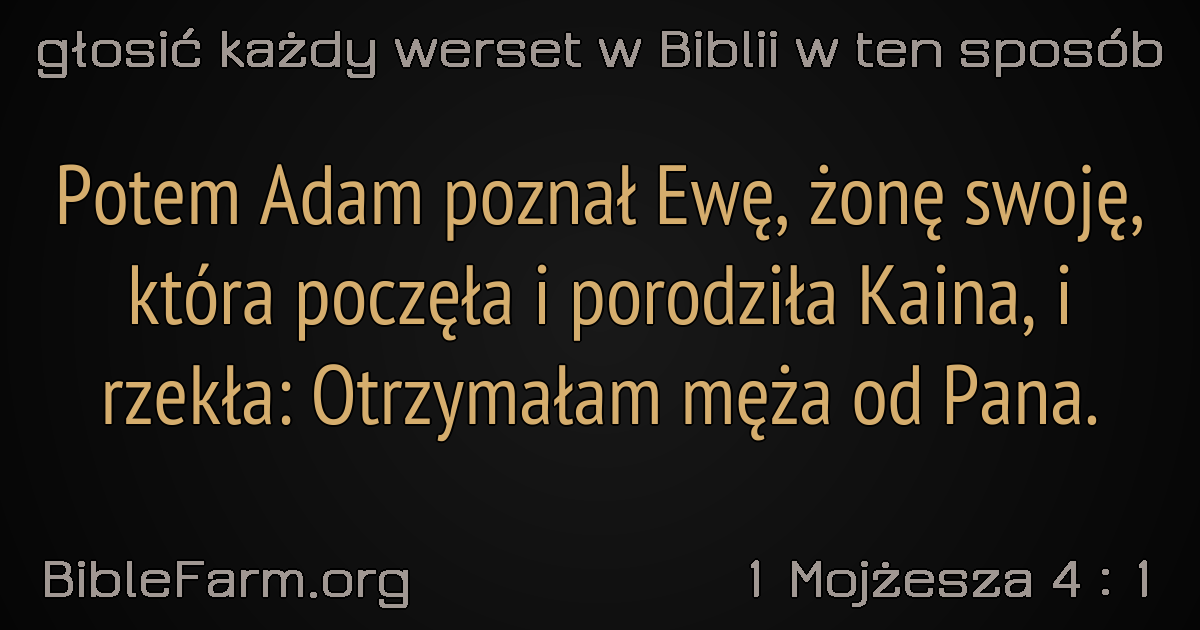 głosić każdy werset w Biblii w ten sposób
Potem Adam poznał Ewę, żonę swoję,
która poczęła i porodziła Kaina, i
rzekła: Otrzymałam męża od Pana.
BibleFarm.org
1 Mojżesza 4 : 1